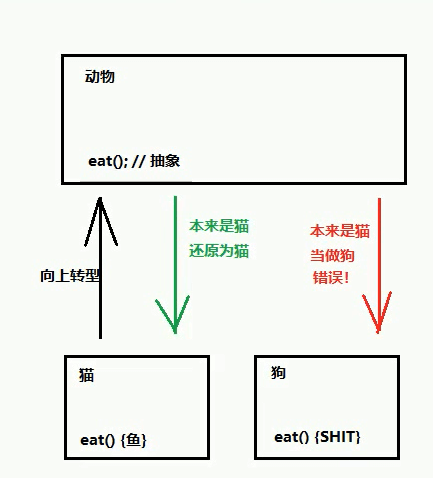 动物
eat(); // 抽象
本来是猫
还原为猫
本来是猫
当做狗
错误！
向上转型
猫
eat() {鱼}
狗
eat() {SHIT}